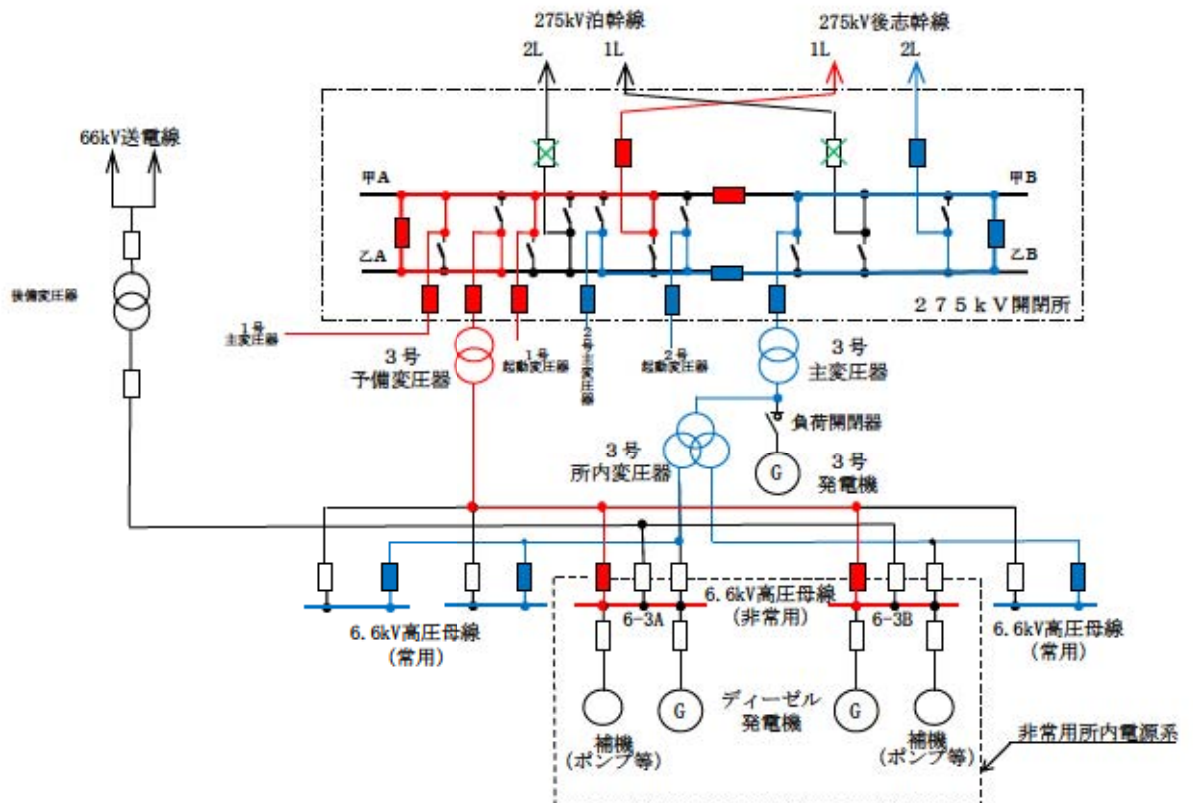 275kV泊幹線
275kV後志幹線
2L
1L
1L
2L
66kV送電線
甲A
甲B
乙A
乙B
後備変圧器
275kV開閉所
1号
主変圧器
3号
予備変圧器
1号
起動変圧器
2号主変圧器
2号
起動変圧器
3号
主変圧器
負荷開閉器
3号
所内変圧器
G
3号
発電機
6.6kV高圧母線
(常用)
6-3A
6.6kV高圧母線
(非常用)
6-3B
6.6kV高圧母線
(常用)
G
ディーゼル
発電機
G
補機
(ポンプ等)
補機
(ポンプ等)
非常用所内電源系